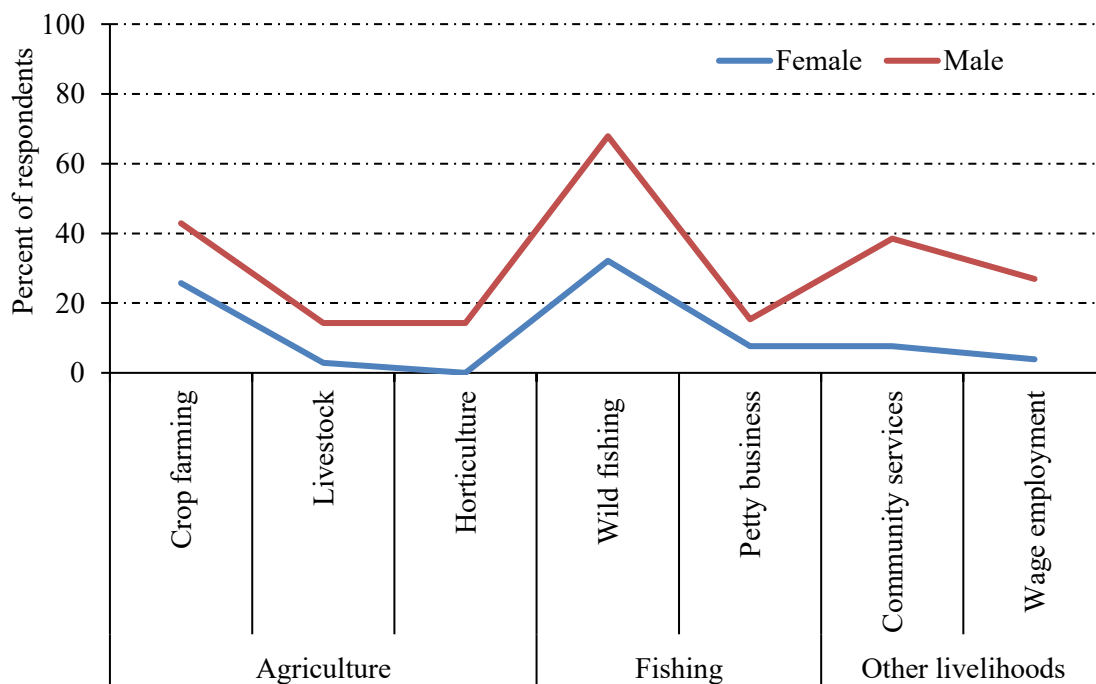 100
80
60
40
20
0
Percent of respondents
Female
Male
Crop farming
Livestock
Horticulture
Wild fishing
Petty business
Community services
Wage employment
Agriculture
Fishing
Other livelihoods